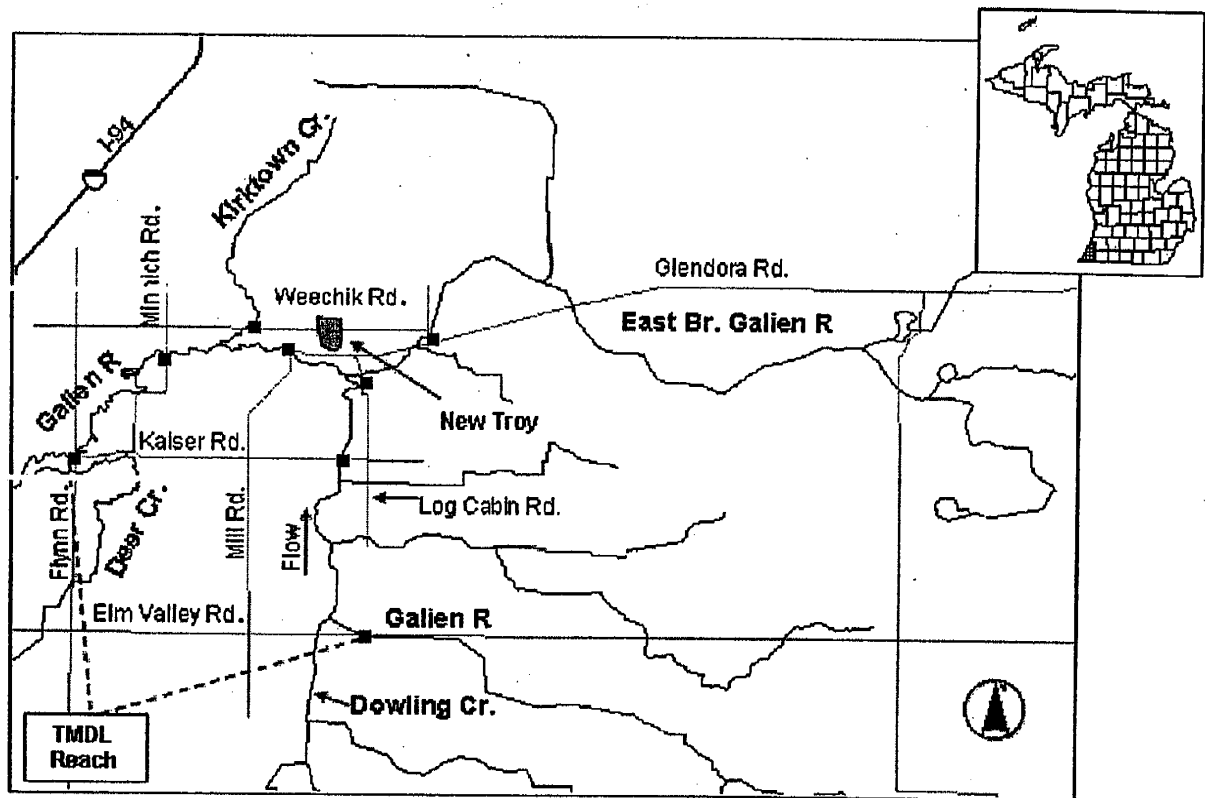 I-94
Kirktown Cr.
Minnich Rd.
Weechik Rd.
Glendora Rd.
East Br. Galien R
Galien R
New Troy
Kaiser Rd.
Log Cabin Rd.
Flynn Rd.
Deer Cr.
Mill Rd.
Flow
Elm Valley Rd.
Galien R
Dowling Cr.
TMDL
Reach